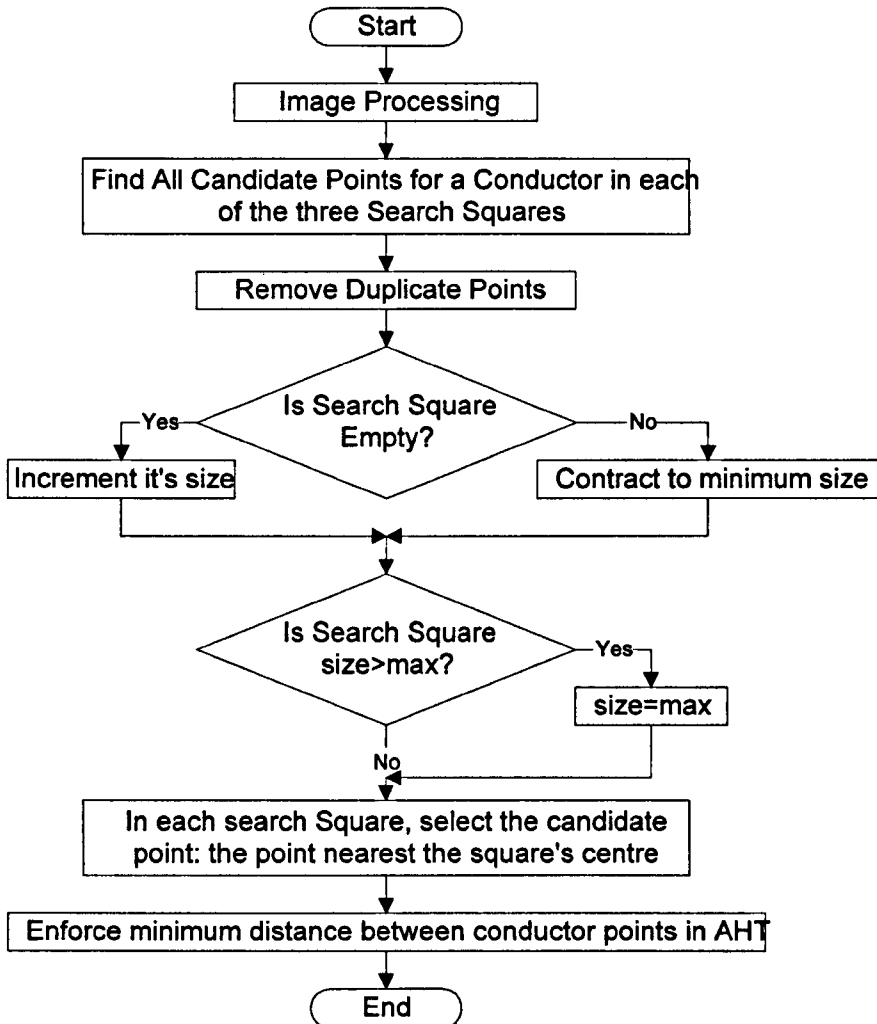 Start
Image Processing
Find All Candidate Points for a Conductor in each
of the three Search Squares
Remove Duplicate Points
Is Search Square
Empty?
Yes
No
Increment it's size
Contract to minimum size
Is Search Square
size>max?
Yes
size=max
No
In each search Square, select the candidate
point: the point nearest the square's centre
Enforce minimum distance between conductor points in AHT
End